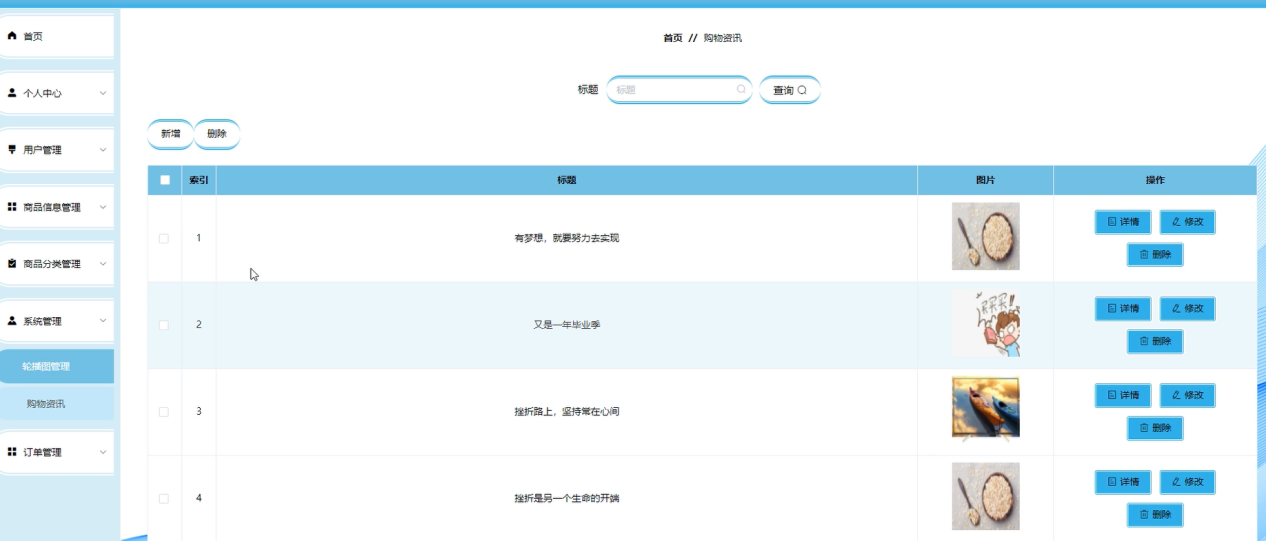 首页
个人中心
用户管理
商品信息管理
商品分类管理
系统管理
轮播图管理
购物资讯
订单管理
首页 // 购物资讯
标题 标题 查询
新增 删除
索引 标题 图片 操作
1 有梦想，就要努力去实现 详情 修改
删除
2 又是一年毕业季 买买买!! 详情 修改
删除
3 挫折路上，坚持常在心间 详情 修改
删除
4 挫折是另一个生命的开端 详情 修改
删除